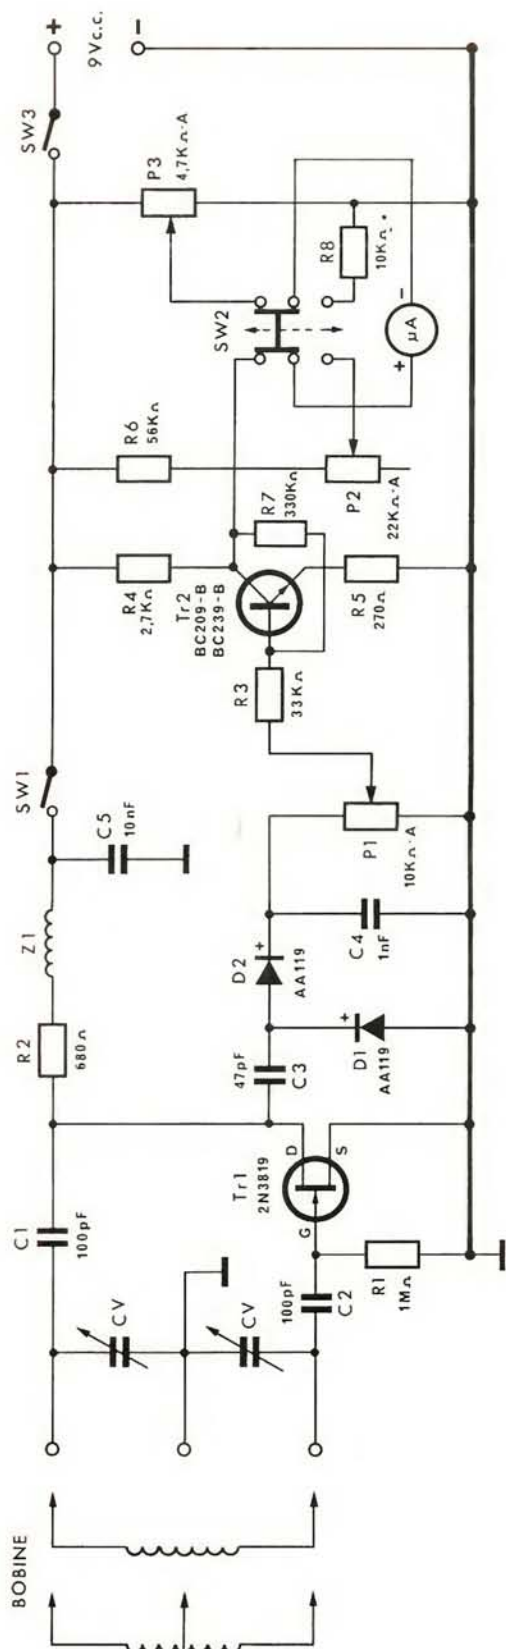 BOBINE
CV
CV
C1
100pF
100pF
C2
R1
1MΩ
Tr1
2N3819
G
D
S
R2
680Ω
Z1
47pF
C3
D1
AA119
+
D2
AA119
+
C4
1nF
C5
10nF
SW1
P1
10KΩ·A
R3
33KΩ
R4
2,7KΩ
Tr2
BC209-B
BC239-B
R7
330KΩ
R5
270Ω
R6
56KΩ
P2
22KΩ·A
SW2
R8
10KΩ
+
µA
-
P3
4,7KΩ·A
SW3
+
9Vc.c.
-